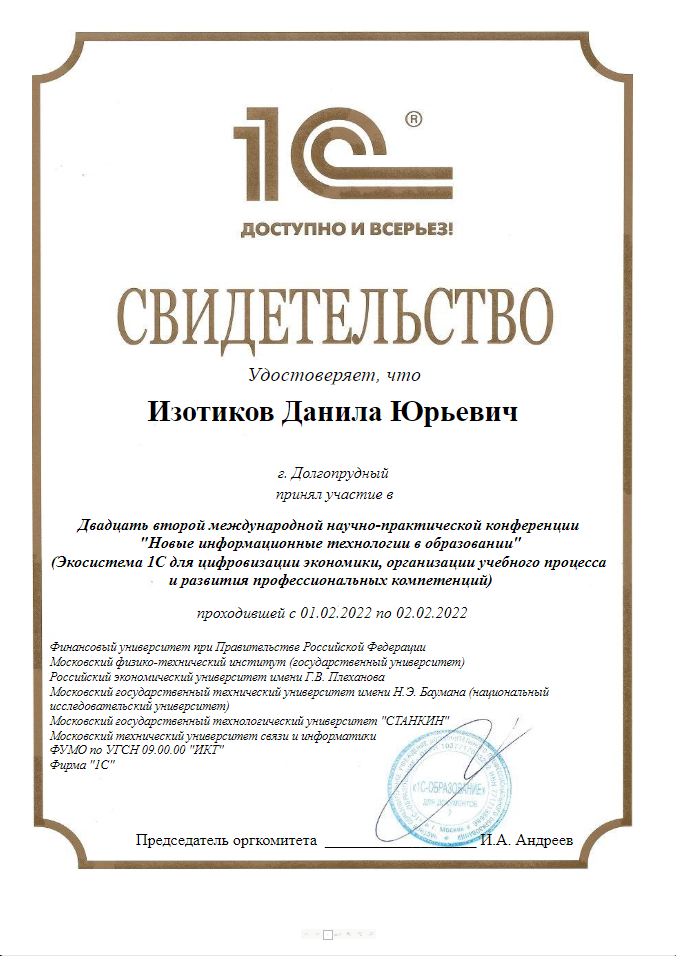 1С®
ДОСТУПНО И ВСЕРЬЕЗ!
СВИДЕТЕЛЬСТВО
Удостоверяет, что
Изотиков Данила Юрьевич
г. Долгопрудный
принял участие в
Двадцать второй международной научно-практической конференции
"Новые информационные технологии в образовании"
(Экосистема 1С для цифровизации экономики, организации учебного процесса
и развития профессиональных компетенций)
проходившей с 01.02.2022 по 02.02.2022
Финансовый университет при Правительстве Российской Федерации
Московский физико-технический институт (государственный университет)
Российский экономический университет имени Г.В. Плеханова
Московский государственный технический университет имени Н.Э. Баумана (национальный
исследовательский университет)
Московский государственный технологический университет "СТАНКИН"
Московский технический университет связи и информатики
ФУМО по УГСН 09.00.00 "ИКТ"
Фирма "1С"
«1С-ОБРАЗОВАНИЕ»
ДЛЯ ДОКУМЕНТОВ
Председатель оргкомитета И.А. Андреев